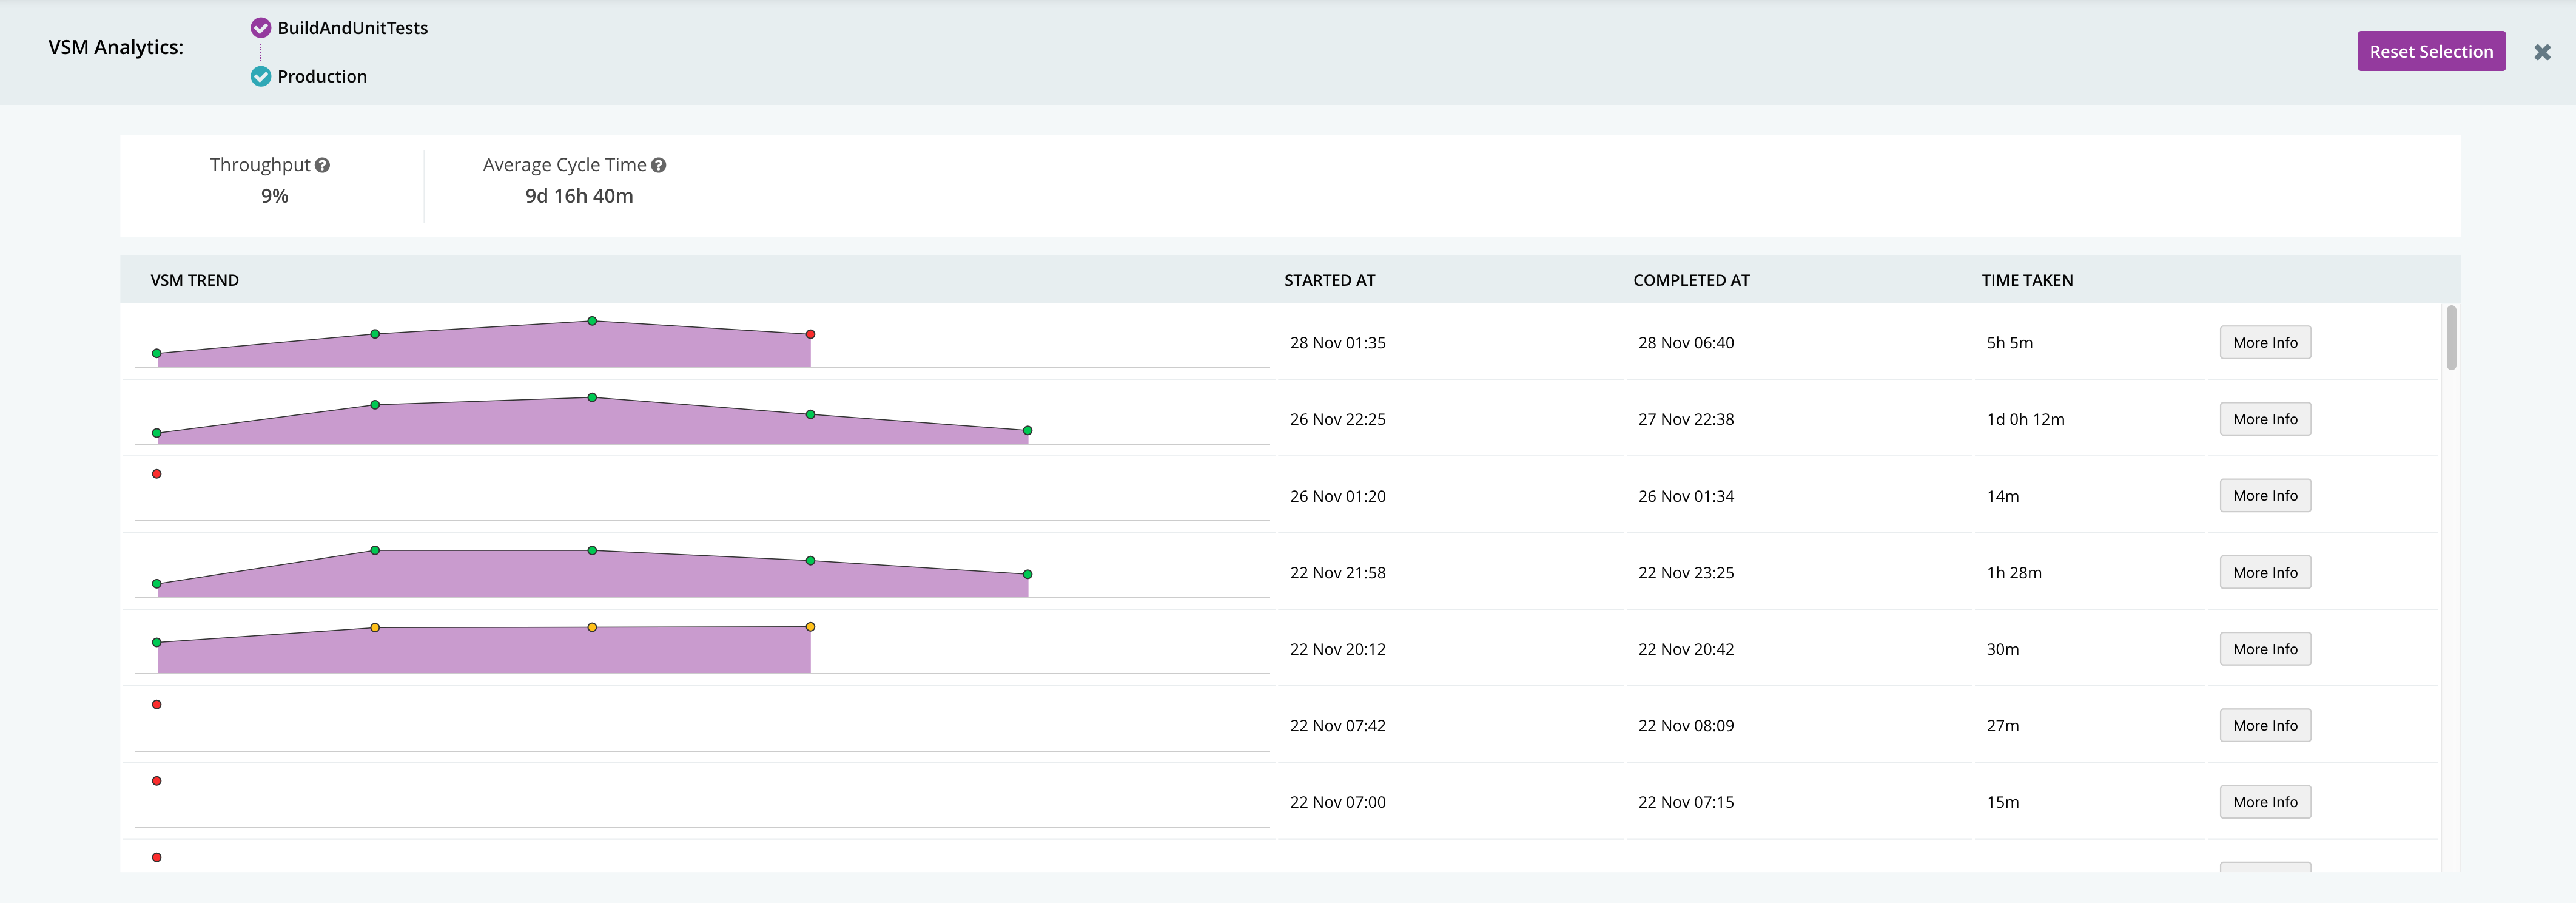 VSM Analytics:
BuildAndUnitTests
Production
Reset Selection
Throughput
9%
Average Cycle Time
9d 16h 40m
VSM TREND STARTED AT COMPLETED AT TIME TAKEN
28 Nov 01:35 28 Nov 06:40 5h 5m More Info
26 Nov 22:25 27 Nov 22:38 1d 0h 12m More Info
26 Nov 01:20 26 Nov 01:34 14m More Info
22 Nov 21:58 22 Nov 23:25 1h 28m More Info
22 Nov 20:12 22 Nov 20:42 30m More Info
22 Nov 07:42 22 Nov 08:09 27m More Info
22 Nov 07:00 22 Nov 07:15 15m More Info